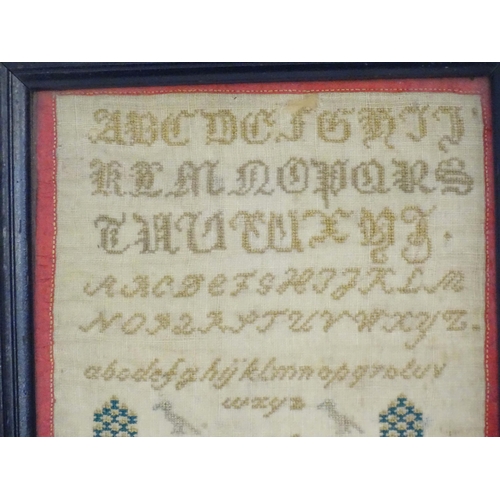 ABCDEFGHIJ
KLMNOPQRS
TUVWXYZ
ABCDEFGHIJKLM
NOPQRSTUVWXYZ.
abcdefghijklmnopqrstuv
wxyz